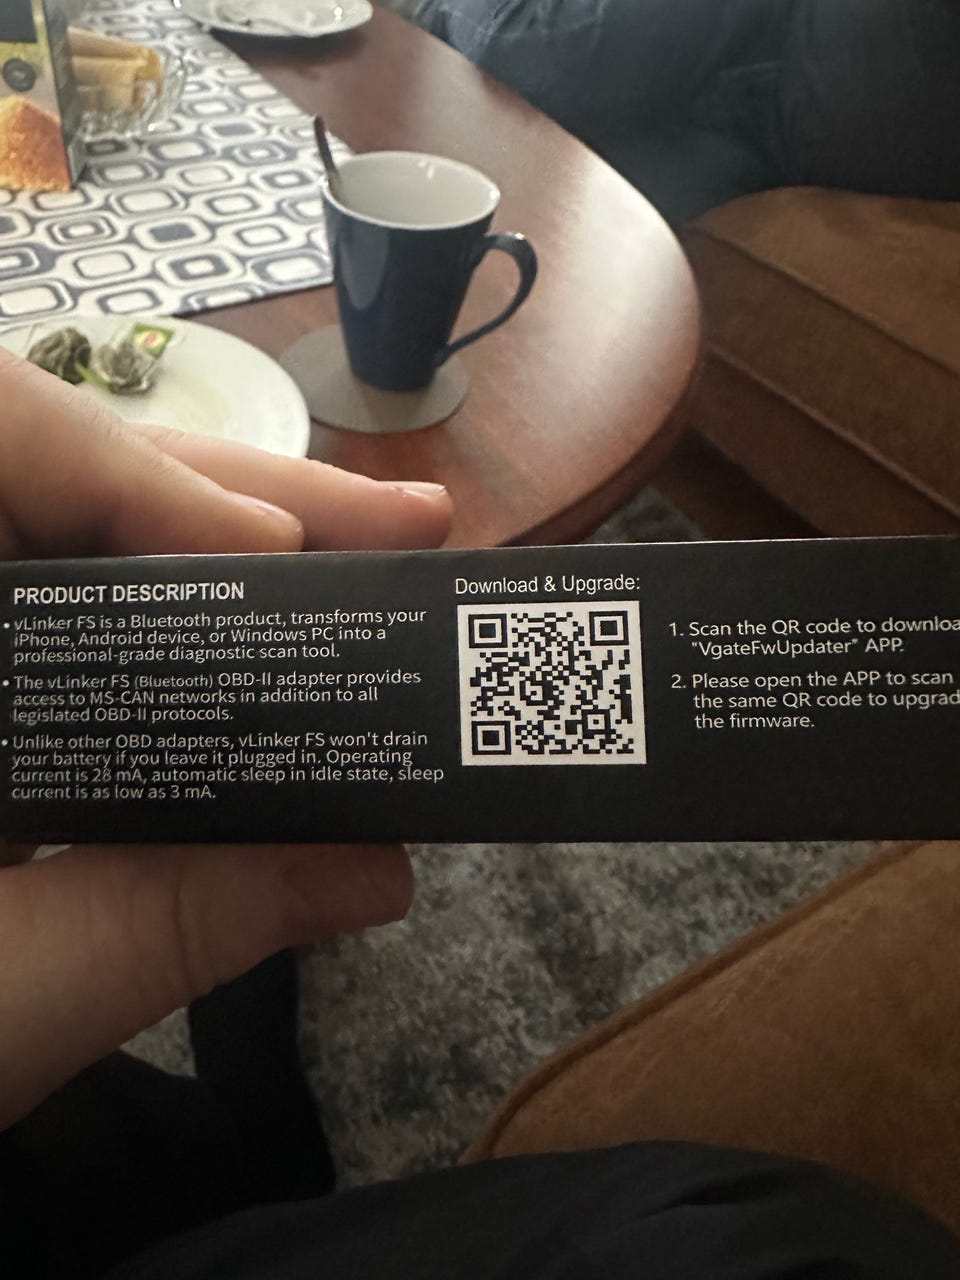 PRODUCT DESCRIPTION
• vLinker FS is a Bluetooth product, transforms your
iPhone, Android device, or Windows PC into a
professional-grade diagnostic scan tool.
• The vLinker FS (Bluetooth) OBD-II adapter provides
access to MS-CAN networks in addition to all
legislated OBD-II protocols.
• Unlike other OBD adapters, vLinker FS won't drain
your battery if you leave it plugged in. Operating
current is 28 mA, automatic sleep in idle state, sleep
current is as low as 3 mA.
Download & Upgrade:
1. Scan the QR code to downloa
"VgateFwUpdater" APP.
2. Please open the APP to scan
the same QR code to upgrad
the firmware.